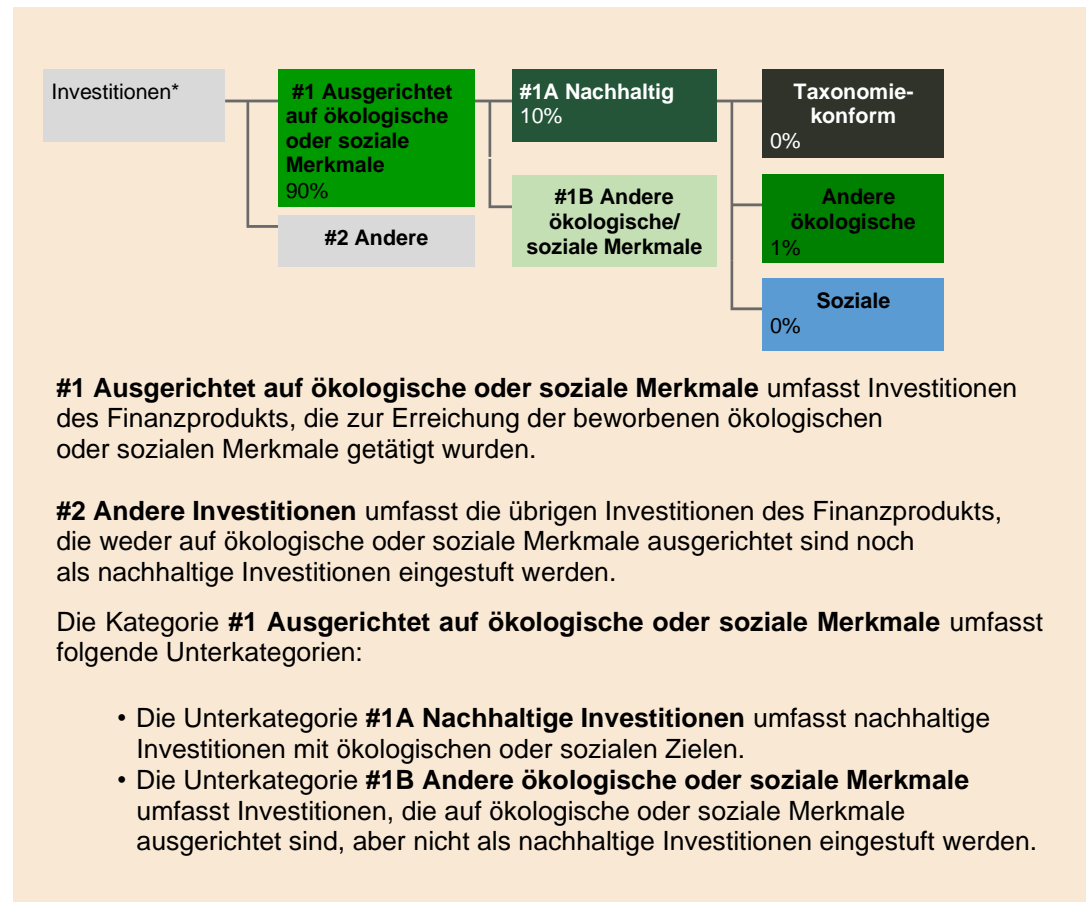 Investitionen*
#1 Ausgerichtet
auf ökologische
oder soziale
Merkmale
90%
#2 Andere
#1A Nachhaltig
10%
#1B Andere
ökologische/
soziale Merkmale
Taxonomie-
konform
0%
Andere
ökologische
1%
Soziale
0%
#1 Ausgerichtet auf ökologische oder soziale Merkmale umfasst Investitionen
des Finanzprodukts, die zur Erreichung der beworbenen ökologischen
oder sozialen Merkmale getätigt wurden.
#2 Andere Investitionen umfasst die übrigen Investitionen des Finanzprodukts,
die weder auf ökologische oder soziale Merkmale ausgerichtet sind noch
als nachhaltige Investitionen eingestuft werden.
Die Kategorie #1 Ausgerichtet auf ökologische oder soziale Merkmale umfasst
folgende Unterkategorien:
• Die Unterkategorie #1A Nachhaltige Investitionen umfasst nachhaltige
Investitionen mit ökologischen oder sozialen Zielen.
• Die Unterkategorie #1B Andere ökologische oder soziale Merkmale
umfasst Investitionen, die auf ökologische oder soziale Merkmale
ausgerichtet sind, aber nicht als nachhaltige Investitionen eingestuft werden.